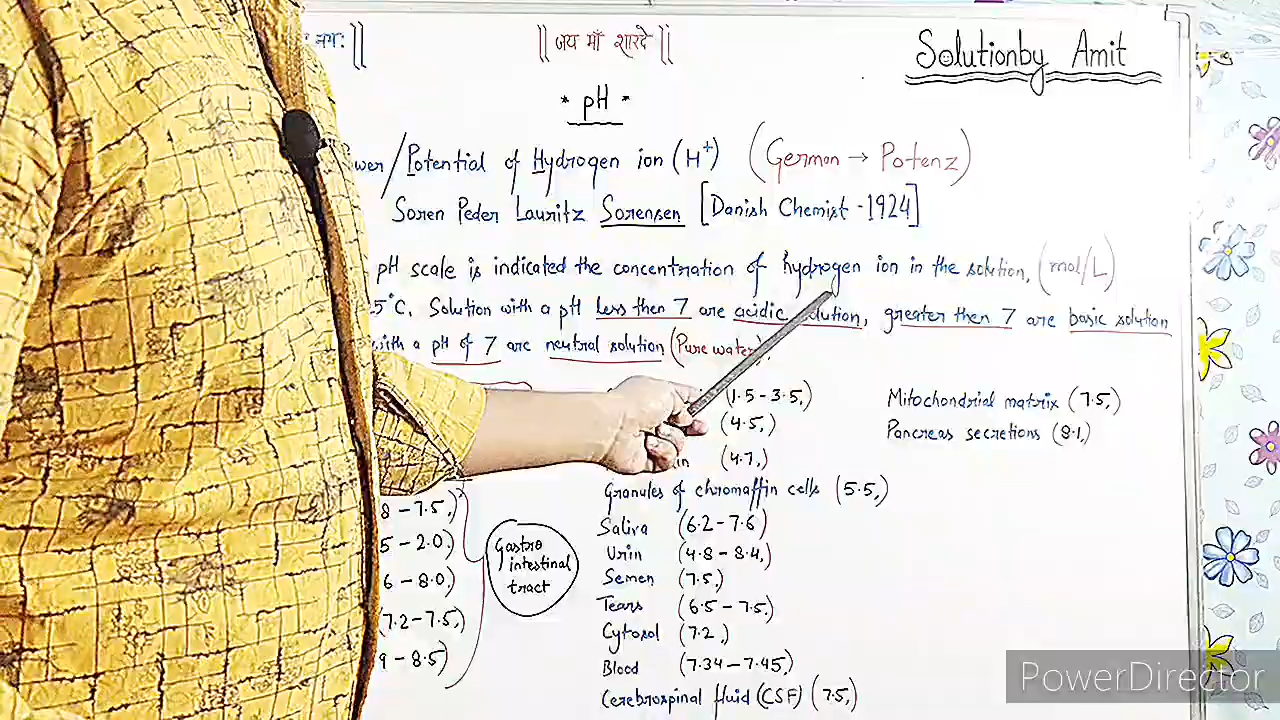 नमः ||
|| जय माँ शारदे ||
Solutionby Amit
* pH *
wer/Potential of Hydrogen ion (H+) (German → Potenz)
Soren Peder Lauritz Sorensen [Danish Chemist - 1924]
pH scale is indicated the concentration of hydrogen ion in the solution, (mol/L)
5°C. Solution with a pH less then 7 are acidic lution, greater then 7 are basic solution
with a pH of 7 are neutral solution (Pure water),
(1.5 - 3.5,)
(4.5,)
(4.7,)
Granules of chromaffin cells (5.5,)
Saliva (6.2 - 7.6)
Urin (4.8 - 8.4,)
Semen (7.5,)
Tears (6.5 - 7.5)
Cytosol (7.2,)
Blood (7.34 - 7.45)
Cerebrospinal fluid (CSF) (7.5,)
Mitochondrial matrix (7.5,)
Pancreas secretions (8.1,)
8 - 7.5,)
5 - 2.0)
6 - 8.0)
(7.2 - 7.5,)
9 - 8.5)
Gastro
intestinal
tract
PowerDirector